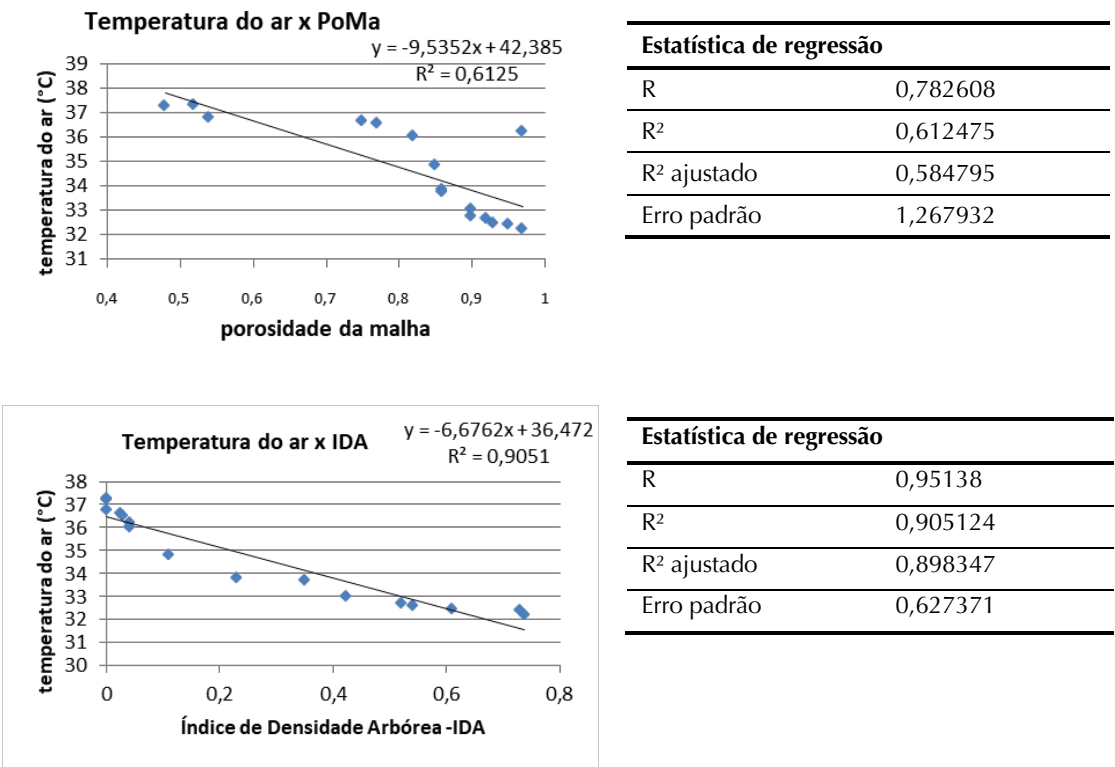 Temperatura do ar x PoMa
y = -9,5352x + 42,385
R² = 0,6125
temperatura do ar (°C)
39
38
37
36
35
34
33
32
31
0,4 0,5 0,6 0,7 0,8 0,9 1
porosidade da malha
Estatística de regressão
R 0,782608
R² 0,612475
R² ajustado 0,584795
Erro padrão 1,267932
Temperatura do ar x IDA
y = -6,6762x + 36,472
R² = 0,9051
temperatura do ar (°C)
38
37
36
35
34
33
32
31
30
0 0,2 0,4 0,6 0,8
Índice de Densidade Arbórea -IDA
Estatística de regressão
R 0,95138
R² 0,905124
R² ajustado 0,898347
Erro padrão 0,627371